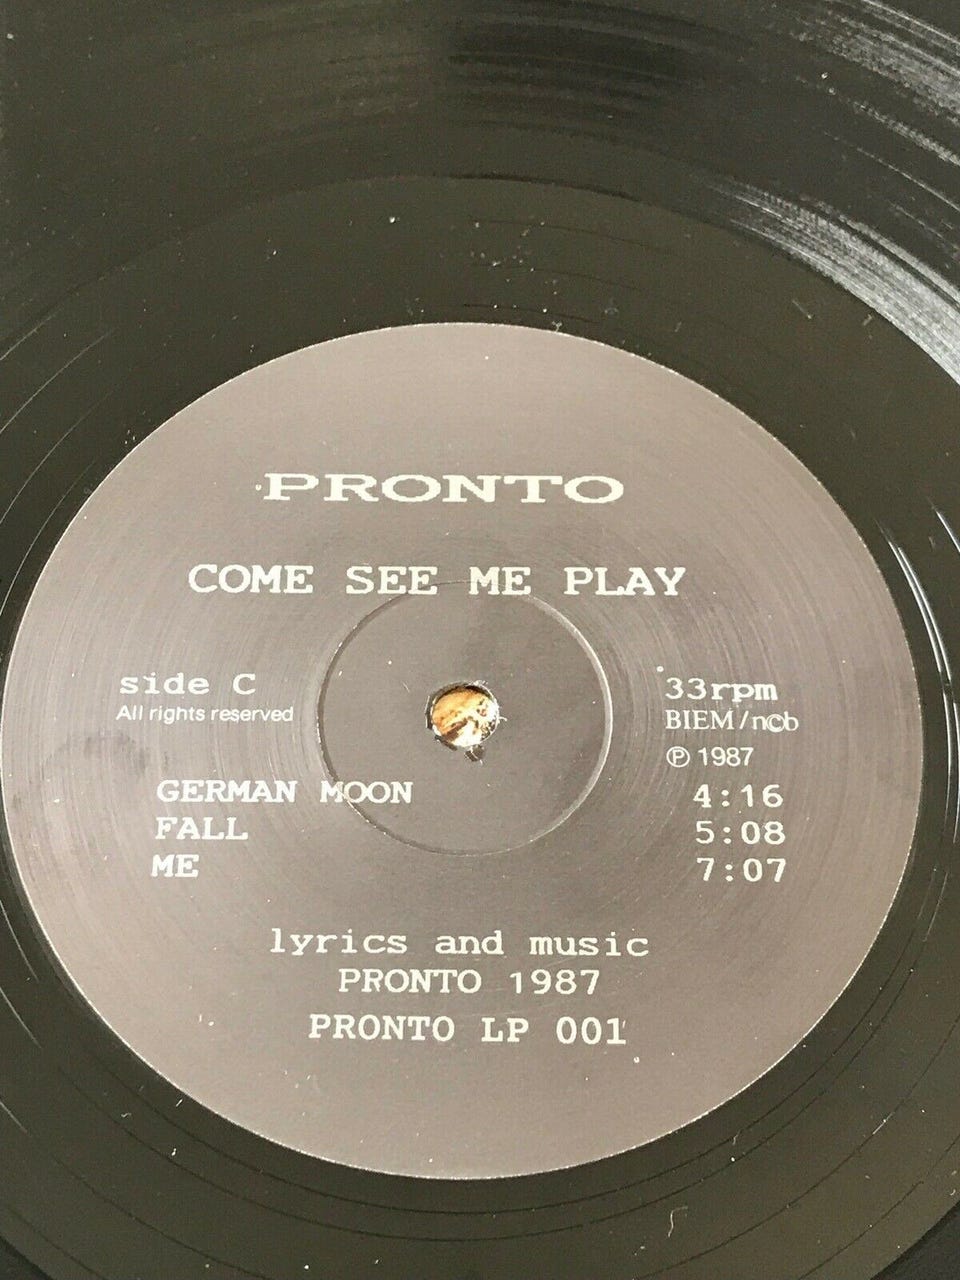 PRONTO
COME SEE ME PLAY
side C 33rpm
All rights reserved BIEM/n©b
℗ 1987
GERMAN MOON 4:16
FALL 5:08
ME 7:07
lyrics and music
PRONTO 1987
PRONTO LP 001